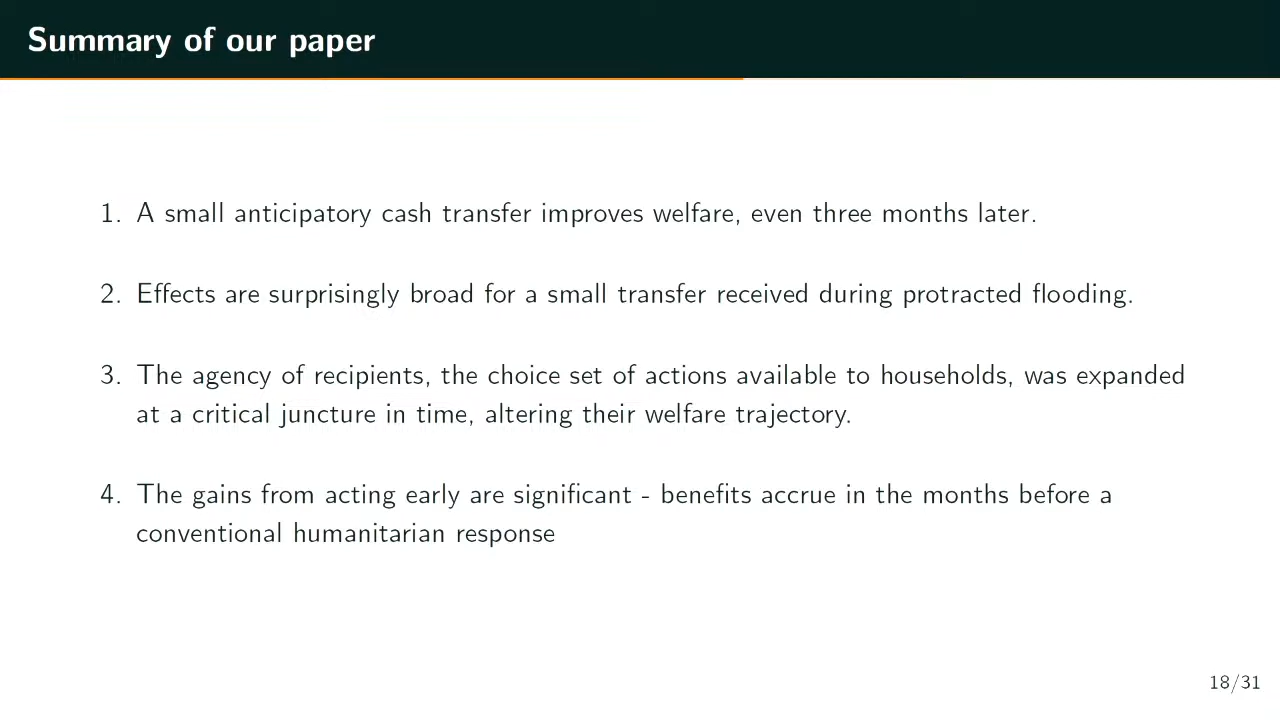 Summary of our paper
1. A small anticipatory cash transfer improves welfare, even three months later.
2. Effects are surprisingly broad for a small transfer received during protracted flooding.
3. The agency of recipients, the choice set of actions available to households, was expanded
at a critical juncture in time, altering their welfare trajectory.
4. The gains from acting early are significant - benefits accrue in the months before a
conventional humanitarian response
18/31